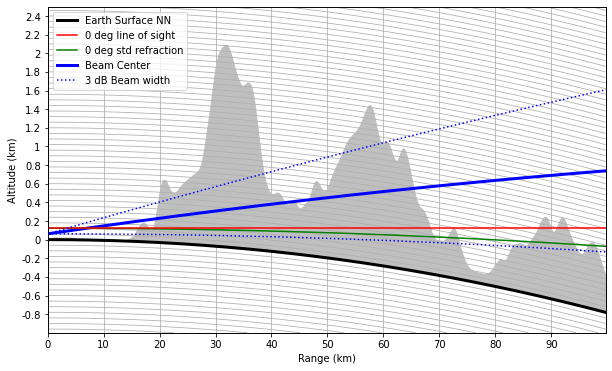 Earth Surface NN
0 deg line of sight
0 deg std refraction
Beam Center
3 dB Beam width
2.4
2.2
2
1.8
1.6
1.4
1.2
1
0.8
0.6
0.4
0.2
0
-0.2
-0.4
-0.6
-0.8
Altitude (km)
0 10 20 30 40 50 60 70 80 90
Range (km)